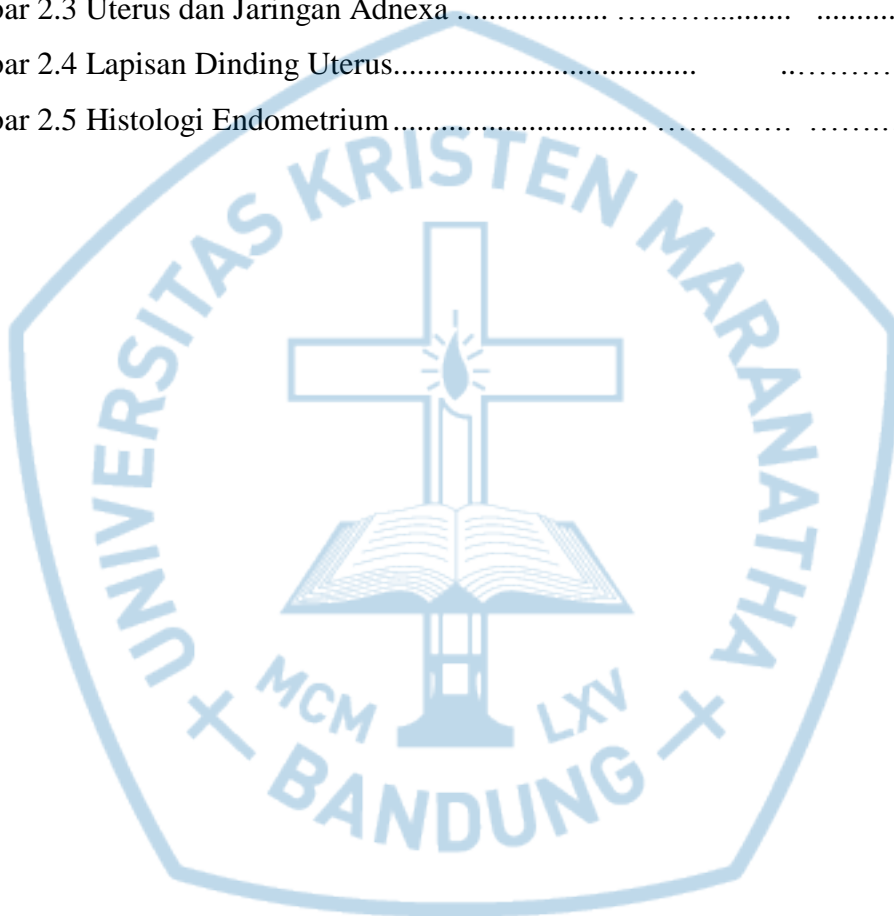 bar 2.3 Uterus dan Jaringan Adnexa ................... ………....... ..........
bar 2.4 Lapisan Dinding Uterus...................................... ..………
bar 2.5 Histologi Endometrium ................................ …………. ……..
UNIVERSITAS KRISTEN MARANATHA
MCM LXV
BANDUNG